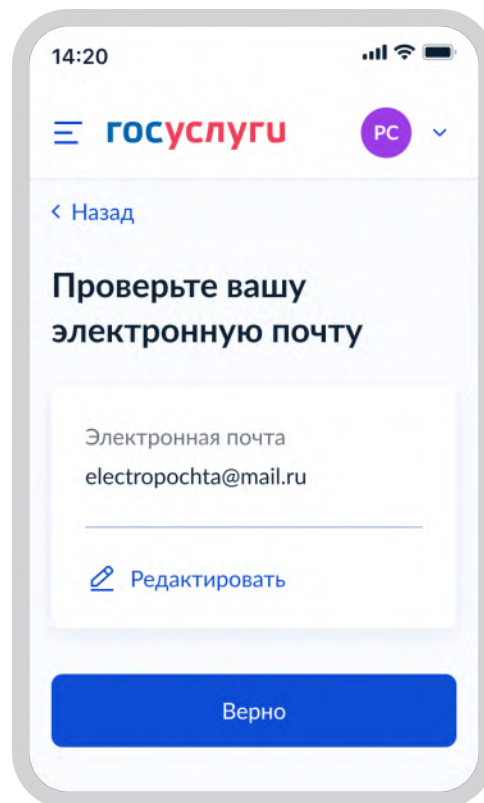 14:20
госуслуги
РС
Назад
Проверьте вашу
электронную почту
Электронная почта
electropochta@mail.ru
Редактировать
Верно